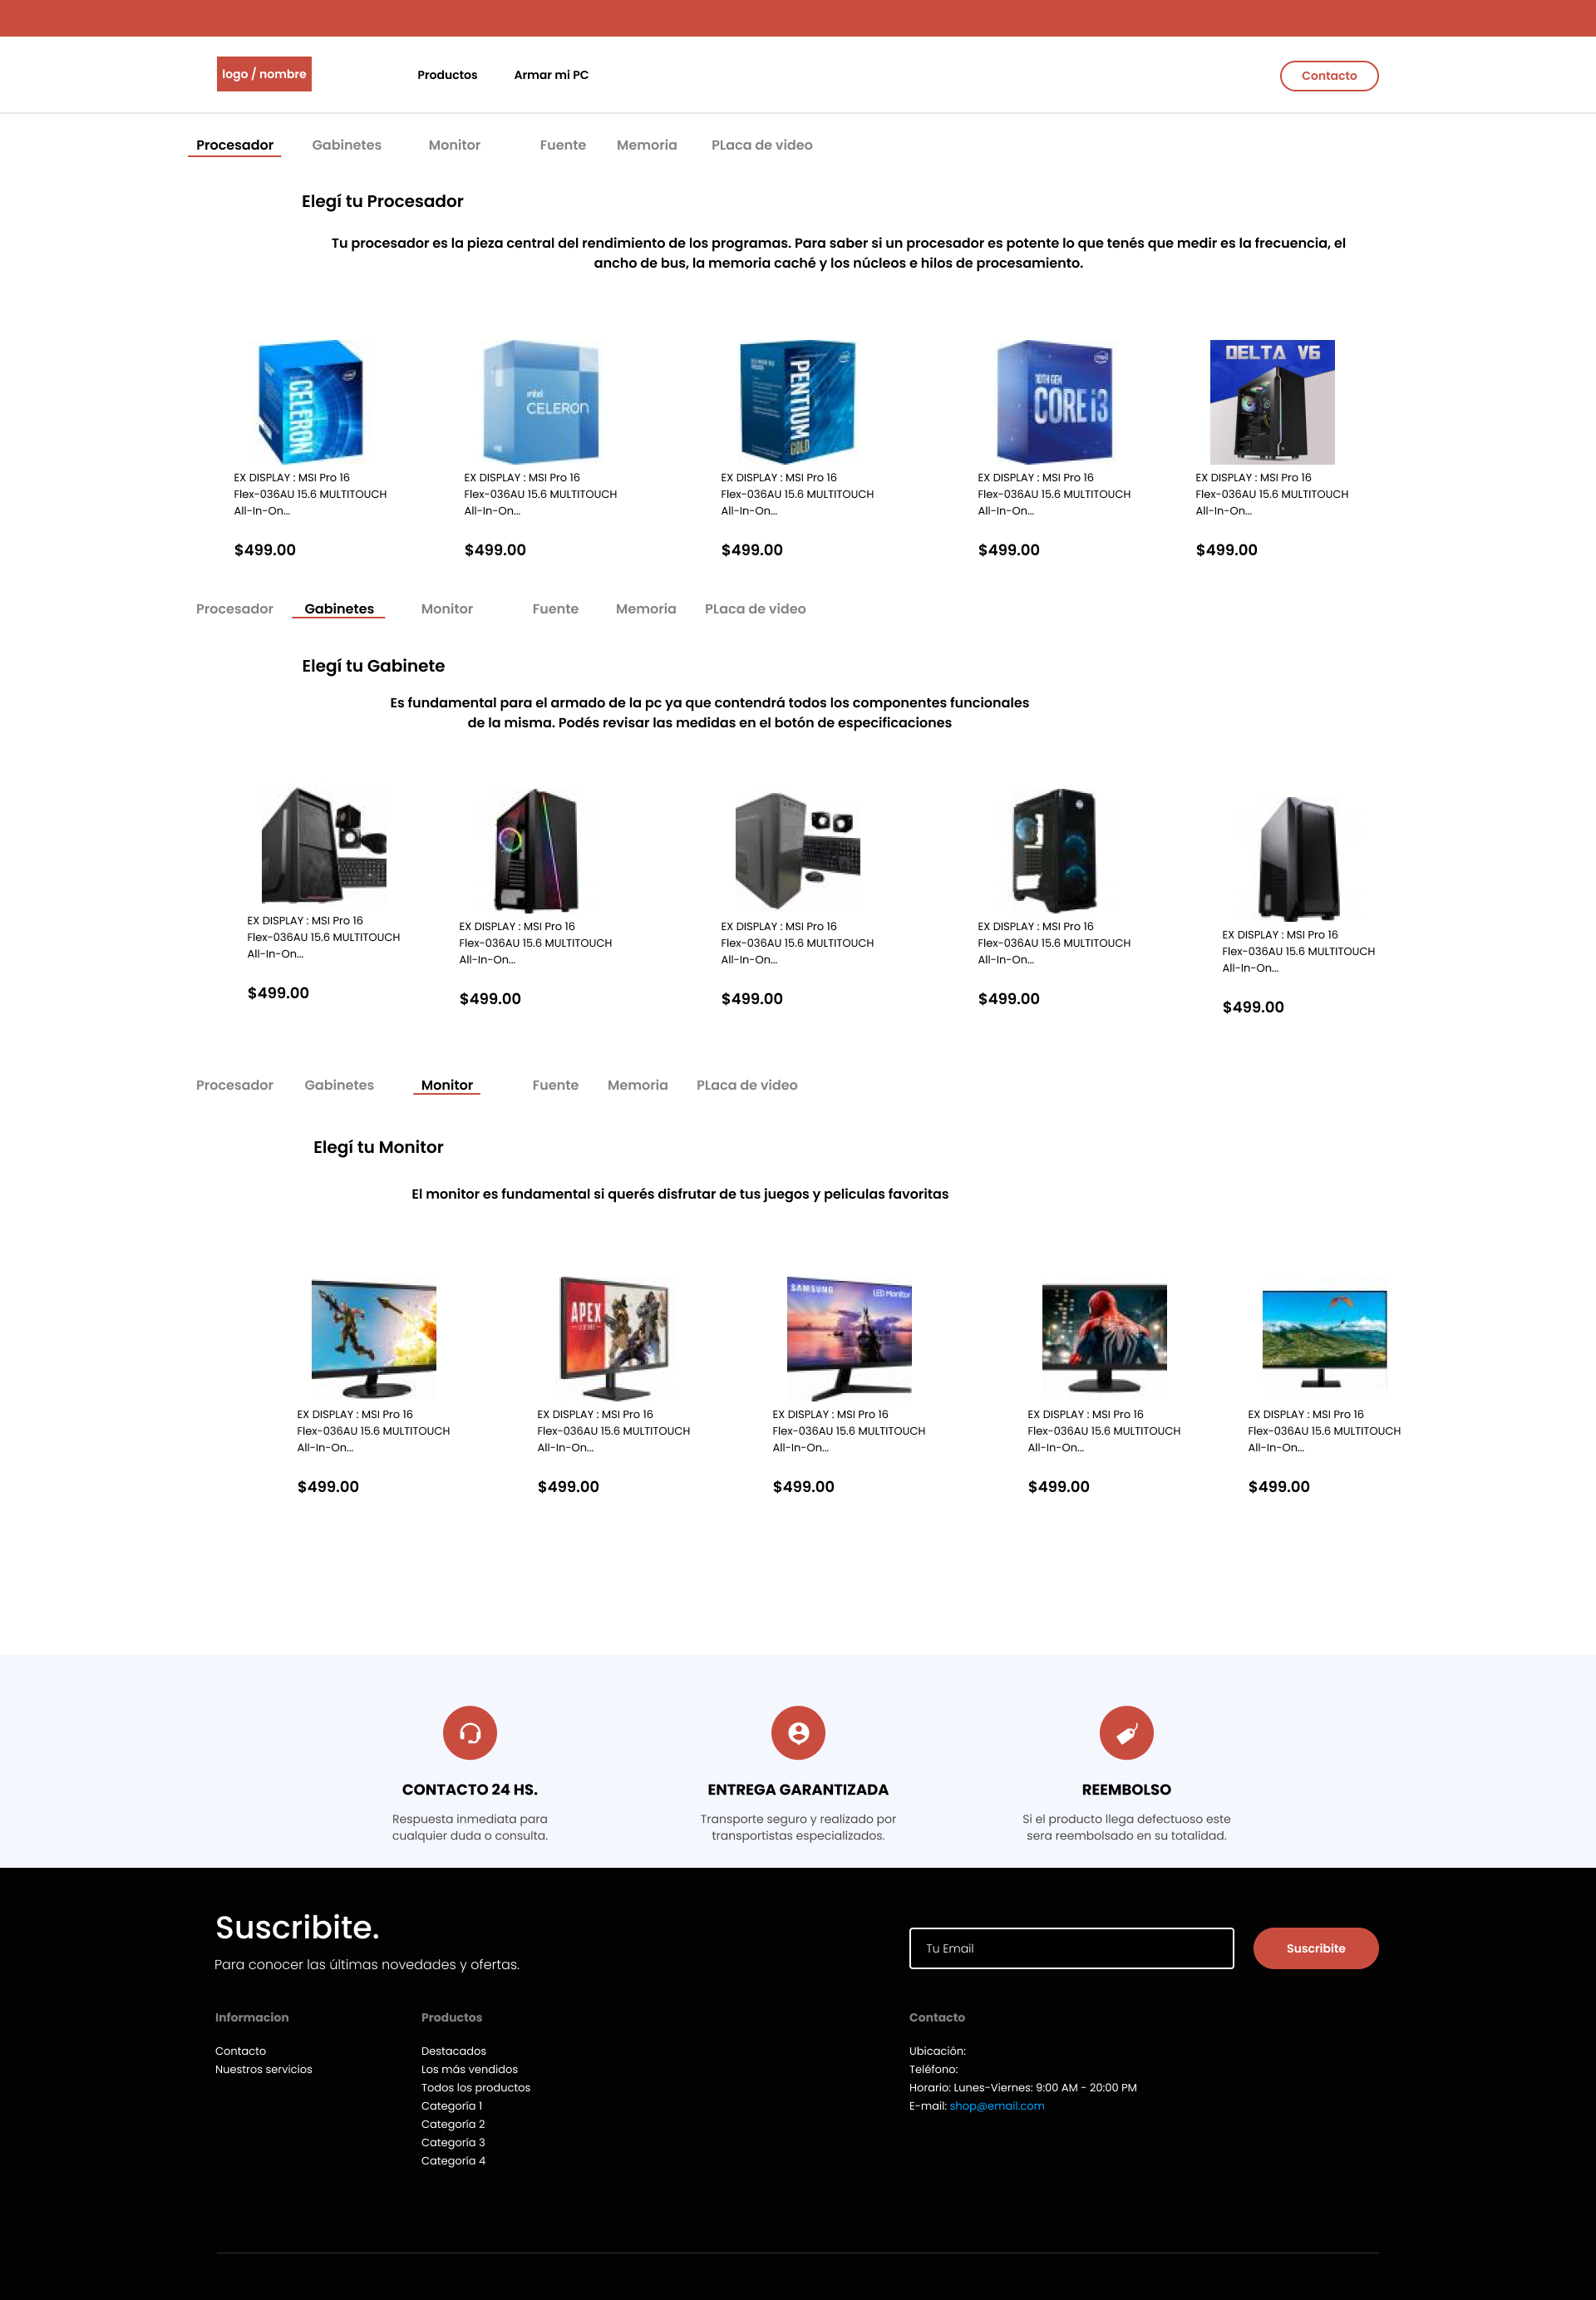 logo / nombre
Productos
Armar mi PC
Contacto
Procesador
Gabinetes
Monitor
Fuente
Memoria
PLaca de video
Elegí tu Procesador
Tu procesador es la pieza central del rendimiento de los programas. Para saber si un procesador es potente lo que tenés que medir es la frecuencia, el
ancho de bus, la memoria caché y los núcleos e hilos de procesamiento.
CELERON
intel
CELERON
PENTIUM
GOLD
10TH GEN
CORE i3
DELTA V6
EX DISPLAY : MSI Pro 16
Flex-036AU 15.6 MULTITOUCH
All-In-On...
$499.00
EX DISPLAY : MSI Pro 16
Flex-036AU 15.6 MULTITOUCH
All-In-On...
$499.00
EX DISPLAY : MSI Pro 16
Flex-036AU 15.6 MULTITOUCH
All-In-On...
$499.00
EX DISPLAY : MSI Pro 16
Flex-036AU 15.6 MULTITOUCH
All-In-On...
$499.00
EX DISPLAY : MSI Pro 16
Flex-036AU 15.6 MULTITOUCH
All-In-On...
$499.00
Procesador
Gabinetes
Monitor
Fuente
Memoria
PLaca de video
Elegí tu Gabinete
Es fundamental para el armado de la pc ya que contendrá todos los componentes funcionales
de la misma. Podés revisar las medidas en el botón de especificaciones
EX DISPLAY : MSI Pro 16
Flex-036AU 15.6 MULTITOUCH
All-In-On...
$499.00
EX DISPLAY : MSI Pro 16
Flex-036AU 15.6 MULTITOUCH
All-In-On...
$499.00
EX DISPLAY : MSI Pro 16
Flex-036AU 15.6 MULTITOUCH
All-In-On...
$499.00
EX DISPLAY : MSI Pro 16
Flex-036AU 15.6 MULTITOUCH
All-In-On...
$499.00
EX DISPLAY : MSI Pro 16
Flex-036AU 15.6 MULTITOUCH
All-In-On...
$499.00
Procesador
Gabinetes
Monitor
Fuente
Memoria
PLaca de video
Elegí tu Monitor
El monitor es fundamental si querés disfrutar de tus juegos y peliculas favoritas
APEX
SAMSUNG
LED Monitor
EX DISPLAY : MSI Pro 16
Flex-036AU 15.6 MULTITOUCH
All-In-On...
$499.00
EX DISPLAY : MSI Pro 16
Flex-036AU 15.6 MULTITOUCH
All-In-On...
$499.00
EX DISPLAY : MSI Pro 16
Flex-036AU 15.6 MULTITOUCH
All-In-On...
$499.00
EX DISPLAY : MSI Pro 16
Flex-036AU 15.6 MULTITOUCH
All-In-On...
$499.00
EX DISPLAY : MSI Pro 16
Flex-036AU 15.6 MULTITOUCH
All-In-On...
$499.00
CONTACTO 24 HS.
Respuesta inmediata para
cualquier duda o consulta.
ENTREGA GARANTIZADA
Transporte seguro y realizado por
transportistas especializados.
REEMBOLSO
Si el producto llega defectuoso este
sera reembolsado en su totalidad.
Suscribite.
Para conocer las últimas novedades y ofertas.
Tu Email
Suscribite
Informacion
Contacto
Nuestros servicios
Productos
Destacados
Los más vendidos
Todos los productos
Categoría 1
Categoría 2
Categoría 3
Categoría 4
Contacto
Ubicación:
Teléfono:
Horario: Lunes-Viernes: 9:00 AM - 20:00 PM
E-mail: shop@email.com